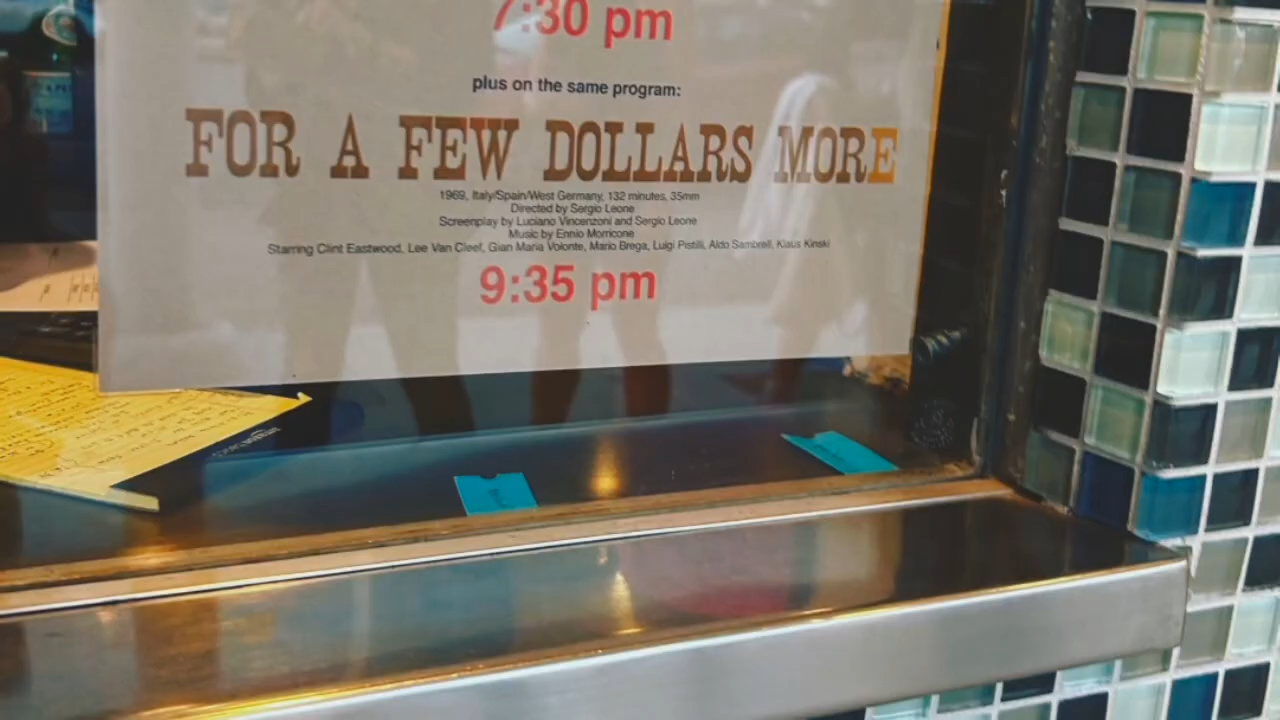 7:30 pm
plus on the same program:
FOR A FEW DOLLARS MORE
1969, Italy/Spain/West Germany, 132 minutes, 35mm
Directed by Sergio Leone
Screenplay by Luciano Vincenzoni and Sergio Leone
Music by Ennio Morricone
Starring Clint Eastwood, Lee Van Cleef, Gian Maria Volonte, Mario Brega, Luigi Pistilli, Aldo Sambrell, Klaus Kinski
9:35 pm